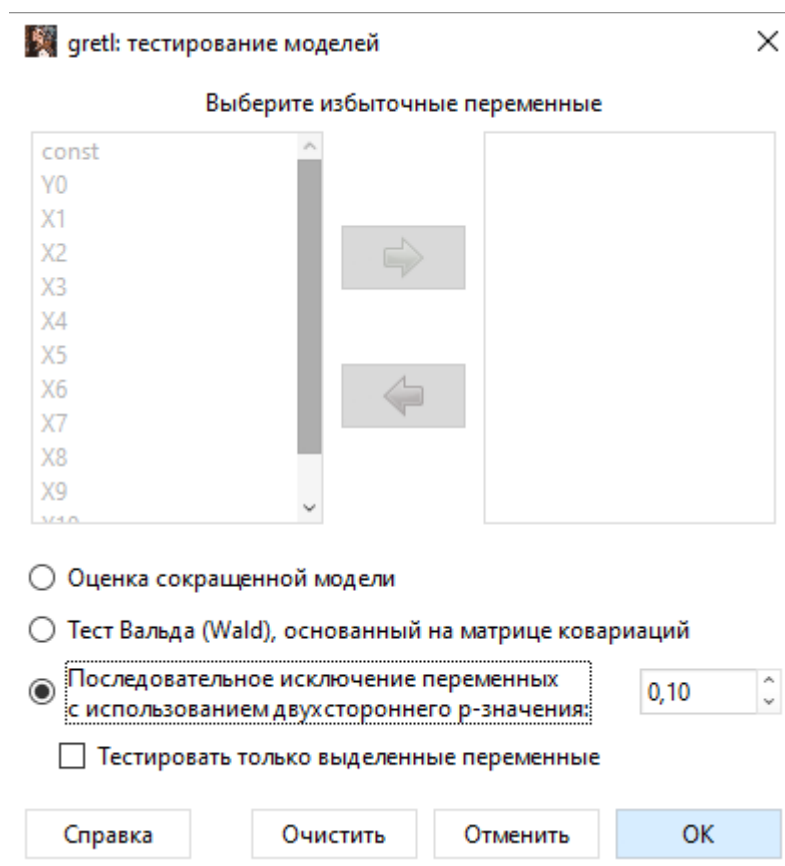 gretl: тестирование моделей
Выберите избыточные переменные
const
Y0
X1
X2
X3
X4
X5
X6
X7
X8
X9
X10
Оценка сокращенной модели
Тест Вальда (Wald), основанный на матрице ковариаций
Последовательное исключение переменных
с использованием двухстороннего p-значения:
0,10
Тестировать только выделенные переменные
Справка
Очистить
Отменить
OK